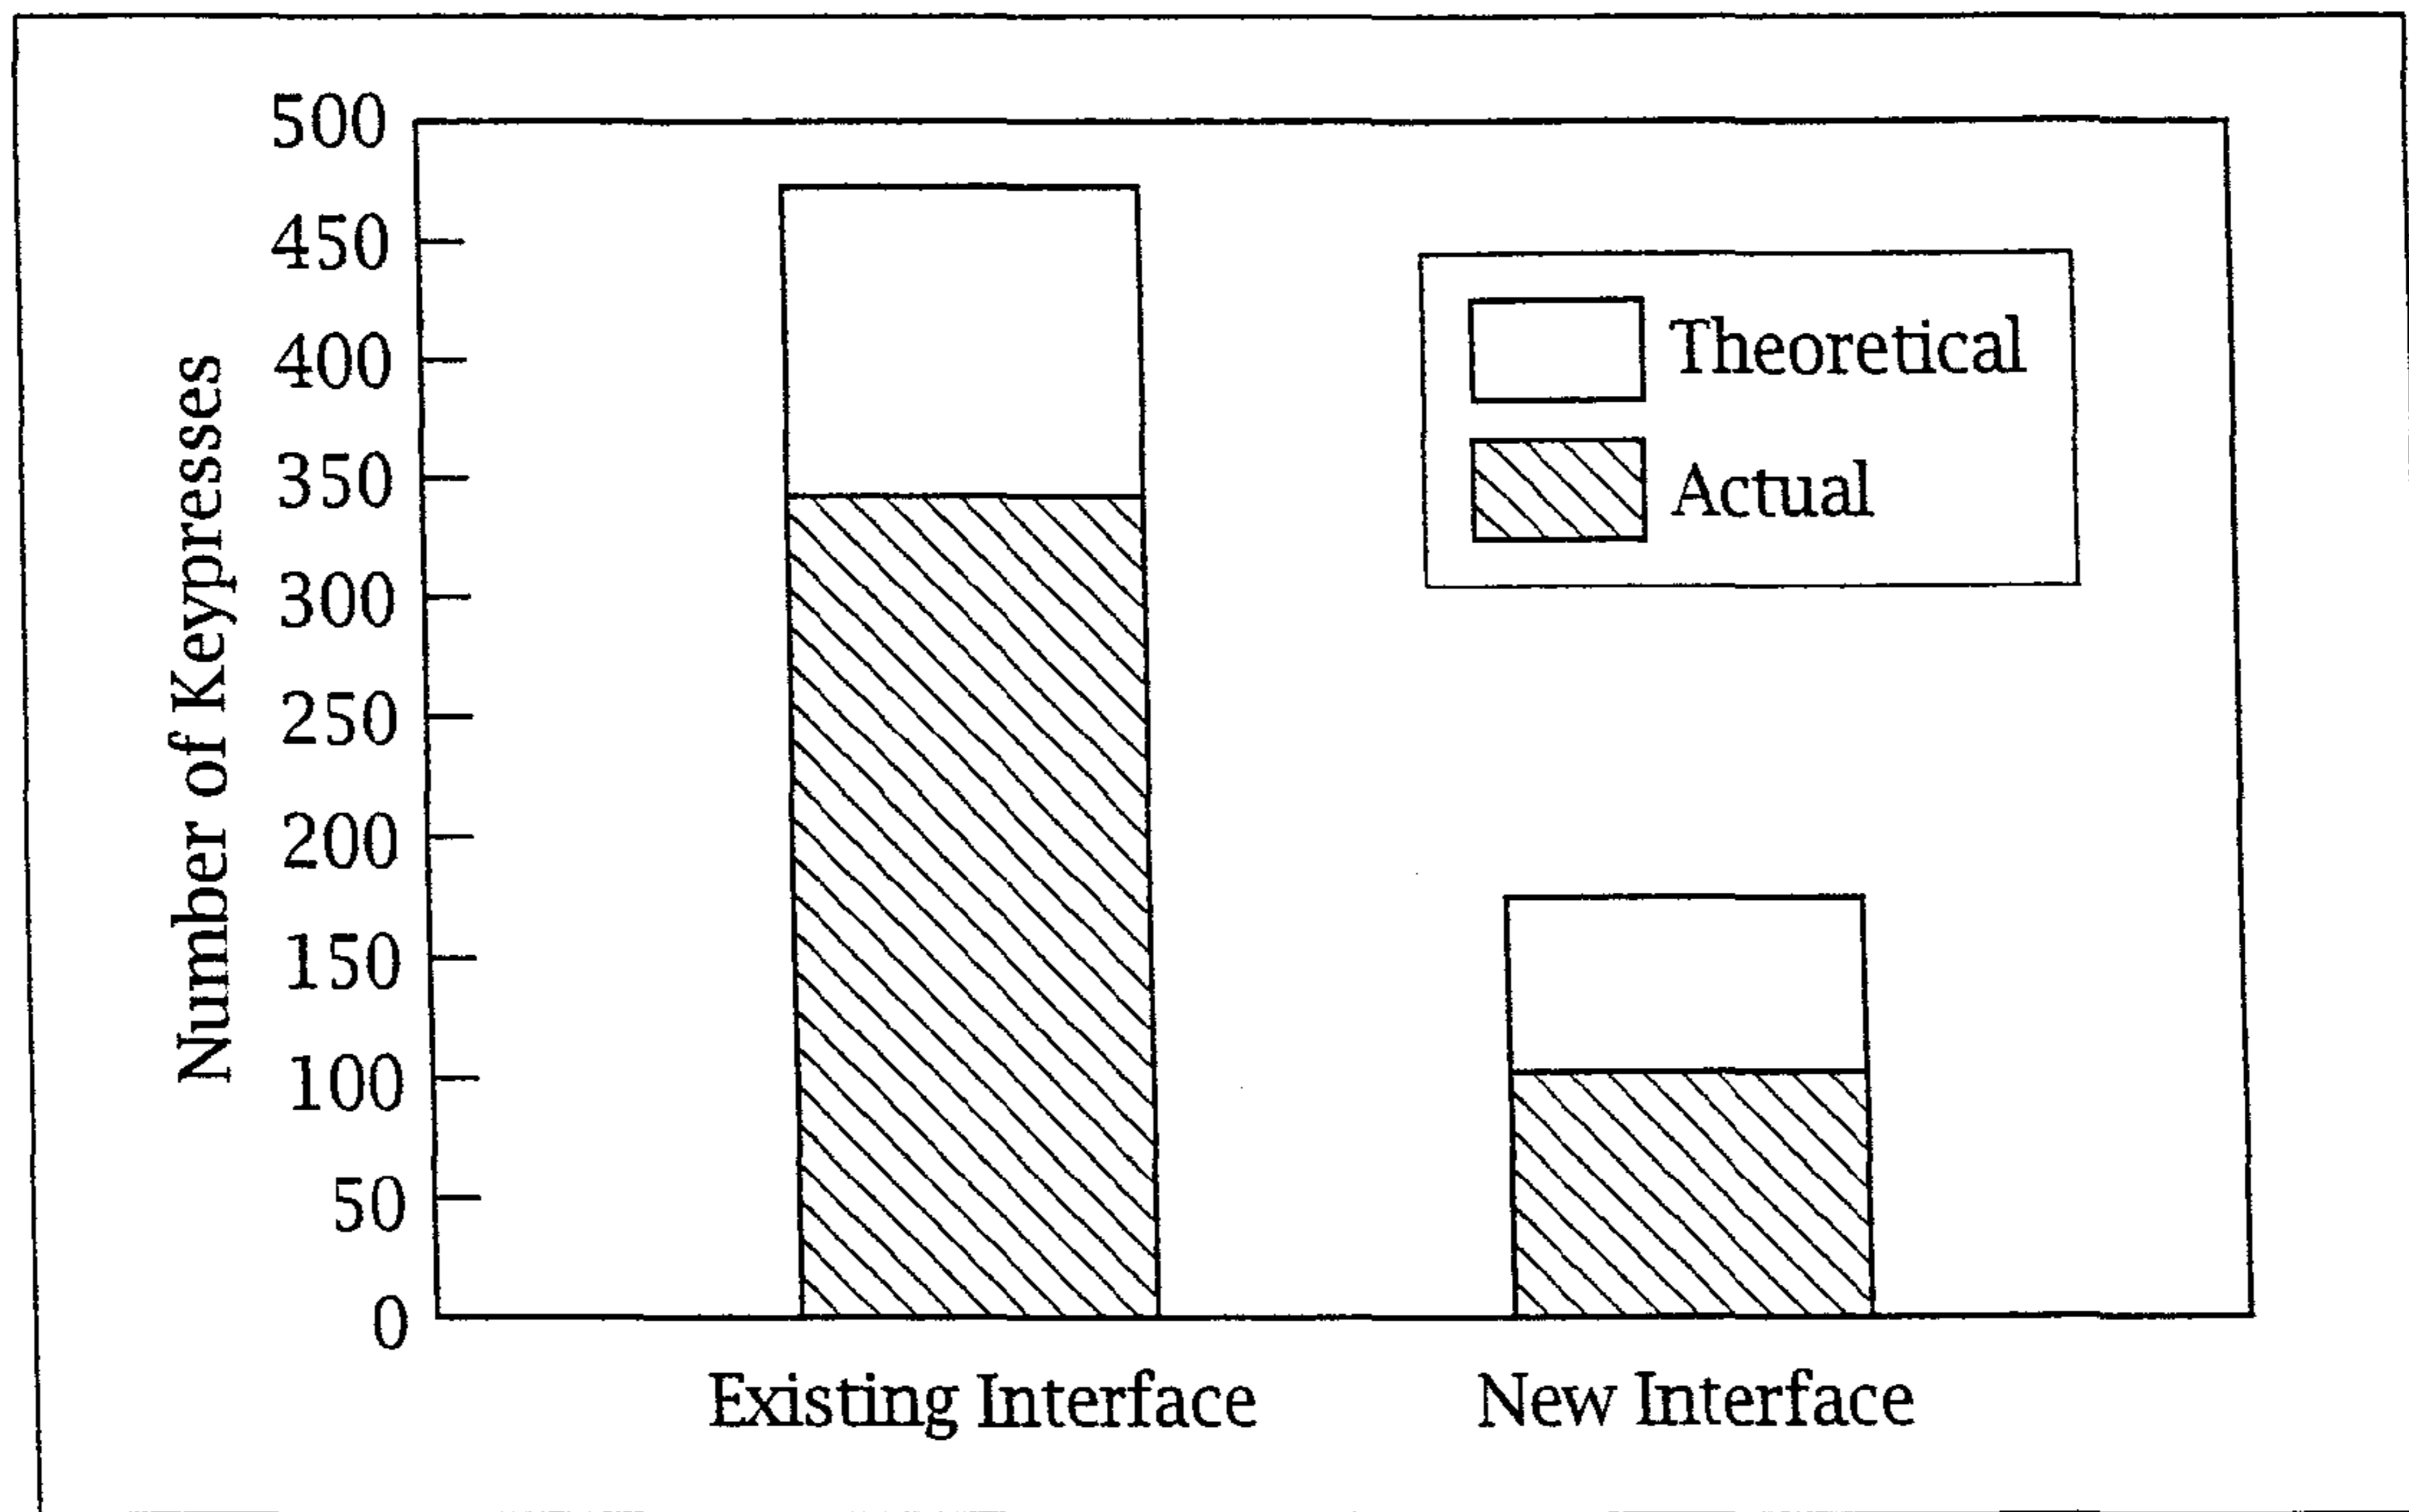 500
450
400
350
300
250
200
150
100
50
0
Number of Keypresses
Theoretical
Actual
Existing Interface
New Interface